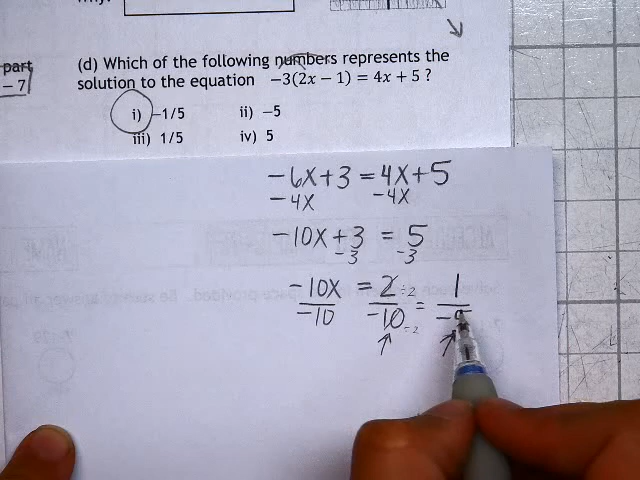 part
– 7
(d) Which of the following numbers represents the
solution to the equation −3(2x − 1) = 4x + 5 ?
i) −1/5 ii) −5
iii) 1/5 iv) 5
-6x+3 = 4x+5
-4x -4x
-10x+3 = 5
-3 -3
-10x = 2 ÷2 = 1
-10 -10 ÷2